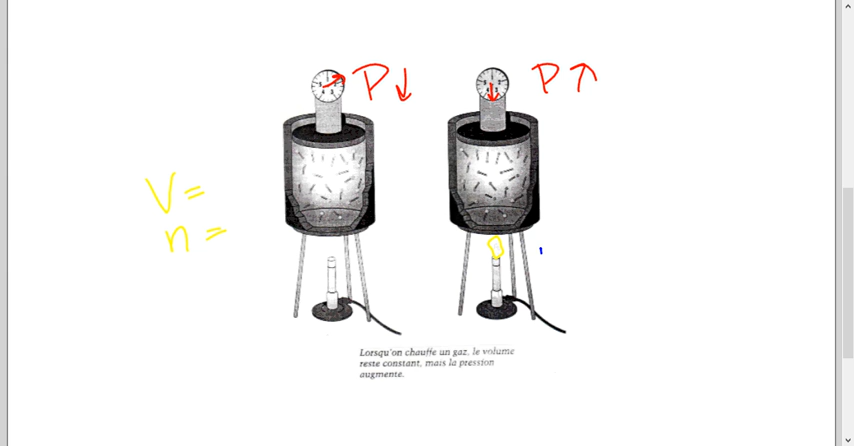 P↓
P↑
V =
n =
Lorsqu'on chauffe un gaz, le volume
reste constant, mais la pression
augmente.